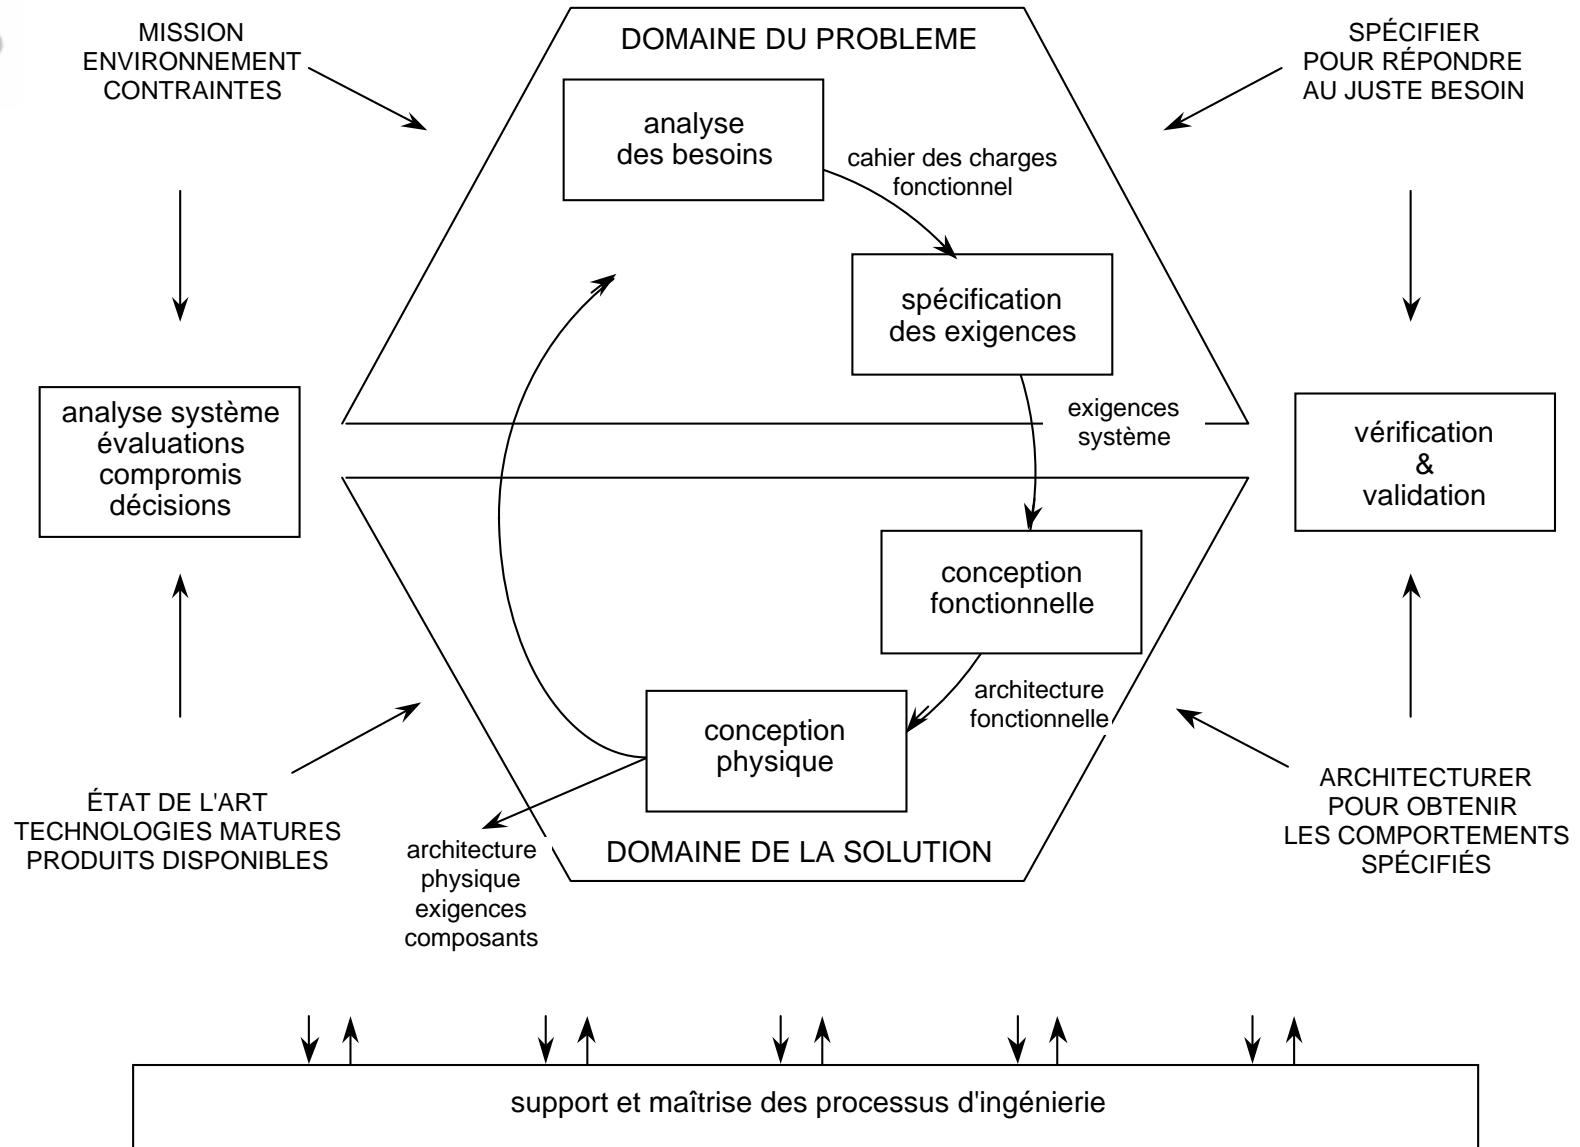 MISSION
ENVIRONNEMENT
CONTRAINTES
DOMAINE DU PROBLEME
SPÉCIFIER
POUR RÉPONDRE
AU JUSTE BESOIN
analyse
des besoins
cahier des charges
fonctionnel
spécification
des exigences
exigences
système
analyse système
évaluations
compromis
décisions
vérification
&
validation
conception
fonctionnelle
architecture
fonctionnelle
conception
physique
ÉTAT DE L'ART
TECHNOLOGIES MATURES
PRODUITS DISPONIBLES
architecture
physique
exigences
composants
DOMAINE DE LA SOLUTION
ARCHITECTURER
POUR OBTENIR
LES COMPORTEMENTS
SPÉCIFIÉS
support et maîtrise des processus d'ingénierie